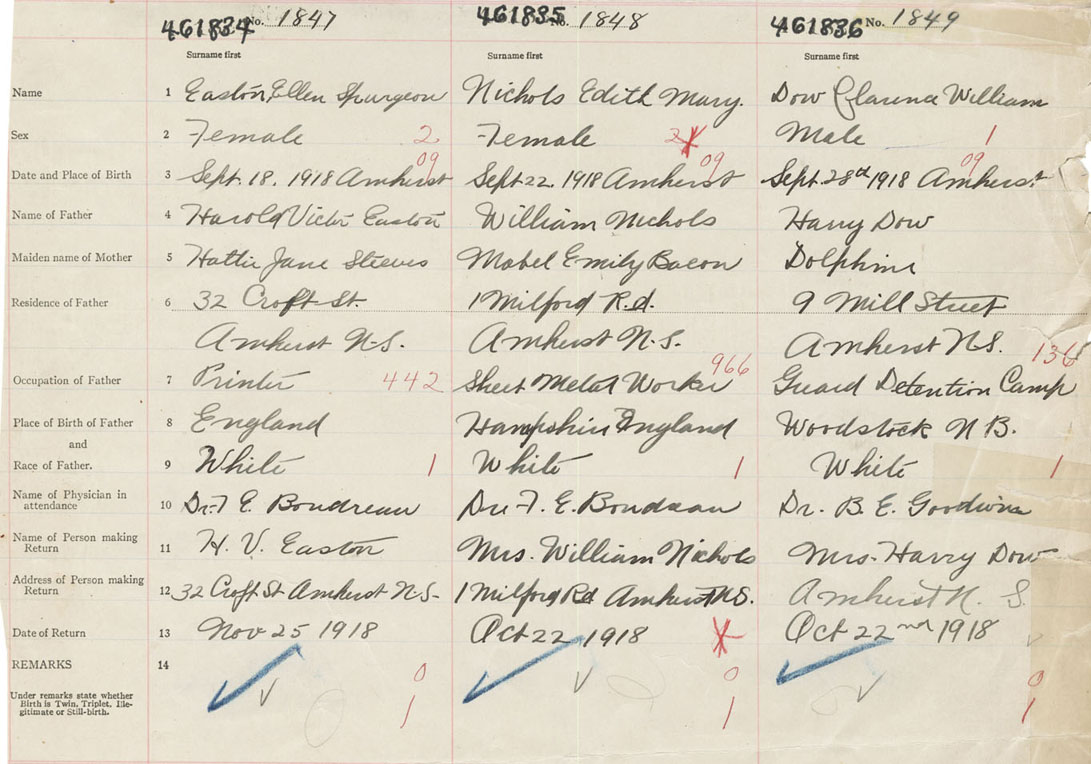 461834 No. 1847 461835 No. 1848 461836 No. 1849
Surname first Surname first Surname first
Name 1 Easton, Ellen Spurgeon Nichols Edith Mary. Dow Clarence William
Sex 2 Female 2 Female 2 Male 1
09 09 09
Date and Place of Birth 3 Sept. 18. 1918 Amherst Sept 22. 1918 Amherst Sept. 28th 1918 Amherst
Name of Father 4 Harold Victor Easton William Nichols Harry Dow
Maiden name of Mother 5 Hattie Jane Steeves Mabel Emily Bacon Dolphine
Residence of Father 6 32 Croft St. 1 Milford Rd. 9 Mill Street
Amherst N.S. Amherst N.S. Amherst N.S. 136
Occupation of Father 7 Printer 442 Sheet Metal Worker 966 Guard Detention Camp
Place of Birth of Father 8 England Hampshire England Woodstock N B.
and
Race of Father. 9 White 1 White 1 White 1
Name of Physician in
attendance 10 Dr. F E. Boudreau Dr. F. E. Boudreau Dr. B. E. Goodwin
Name of Person making
Return 11 H. V. Easton Mrs. William Nichols Mrs. Harry Dow
Address of Person making
Return 12 32 Croft St Amherst N.S. 1 Milford Rd Amherst N.S. Amherst N. S.
Date of Return 13 Nov 25 1918 Oct 22 1918 Oct 22nd 1918
REMARKS 14 0 0 0
Under remarks state whether
Birth is Twin, Triplet, Ille-
gitimate or Still-birth. 1 1 1